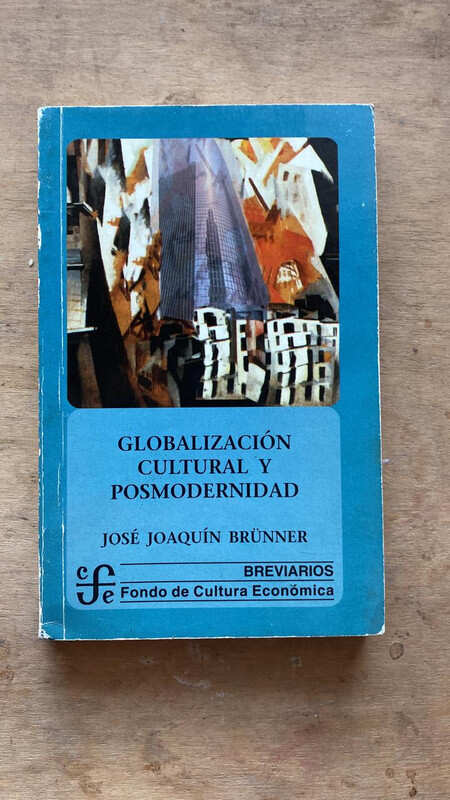 GLOBALIZACIÓN
CULTURAL Y
POSMODERNIDAD
JOSÉ JOAQUÍN BRÜNNER
cfe
BREVIARIOS
Fondo de Cultura Económica